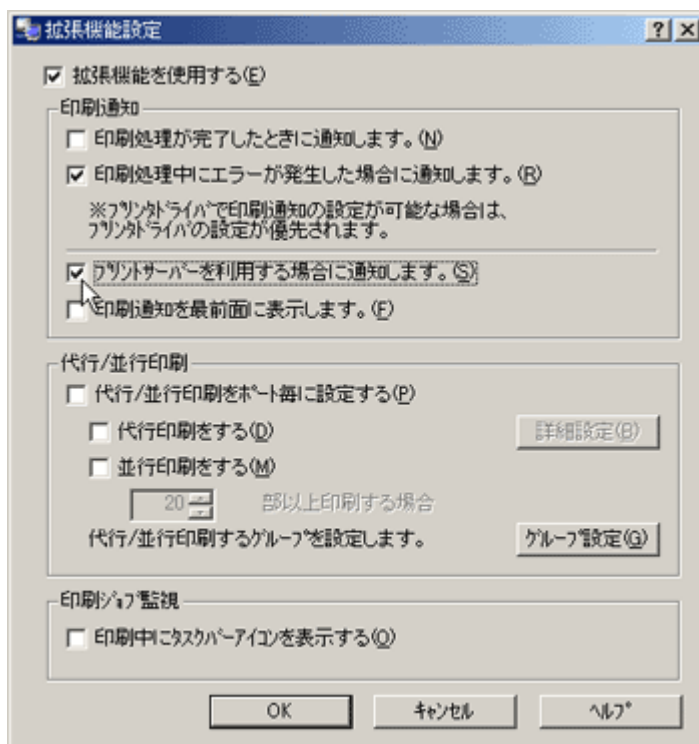 拡張機能設定
拡張機能を使用する(E)
印刷通知
印刷処理が完了したときに通知します。(N)
印刷処理中にエラーが発生した場合に通知します。(R)
※プリンタドライバで印刷通知の設定が可能な場合は、
プリンタドライバの設定が優先されます。
プリントサーバーを利用する場合に通知します。(S)
印刷通知を最前面に表示します。(F)
代行/並行印刷
代行/並行印刷をポート毎に設定する(P)
代行印刷をする(D) 詳細設定(B)
並行印刷をする(M)
20 部以上印刷する場合
代行/並行印刷するグループを設定します。 グループ設定(G)
印刷ジョブ監視
印刷中にタスクバーアイコンを表示する(O)
OK キャンセル ヘルプ